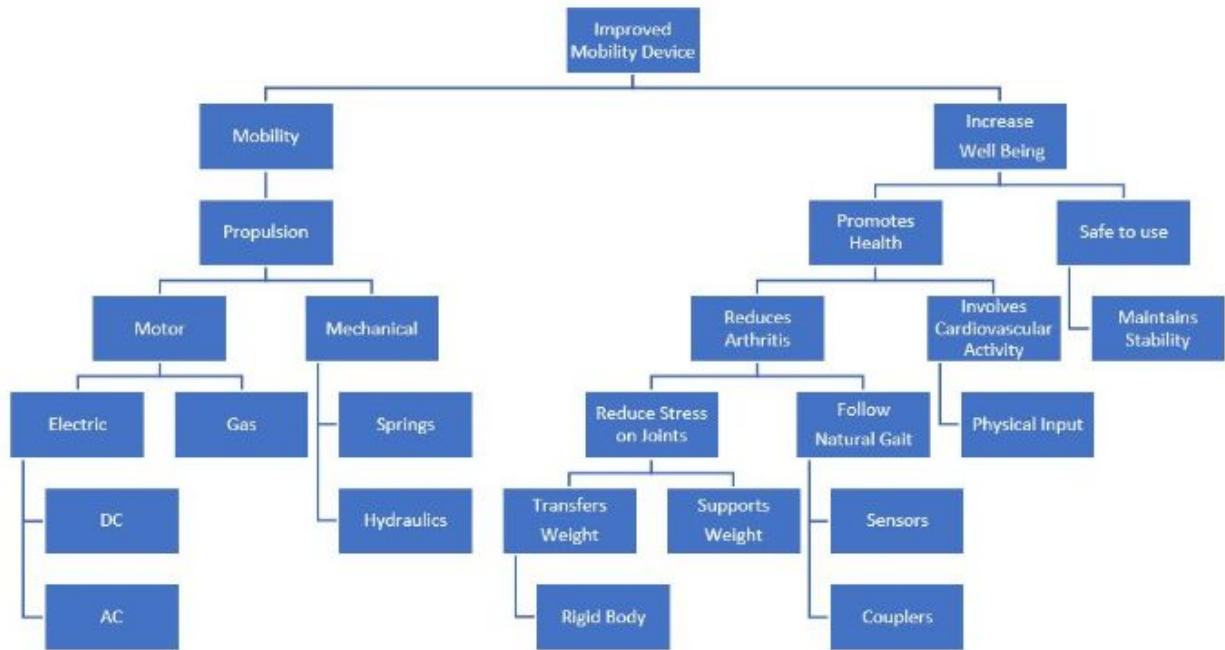 Improved
Mobility Device
Mobility
Increase
Well Being
Propulsion
Promotes
Health
Safe to use
Motor
Mechanical
Reduces
Arthritis
Involves
Cardiovascular
Activity
Maintains
Stability
Electric
Gas
Springs
Reduce Stress
on Joints
Follow
Natural Gait
Physical Input
DC
Hydraulics
Transfers
Weight
Supports
Weight
Sensors
AC
Rigid Body
Couplers